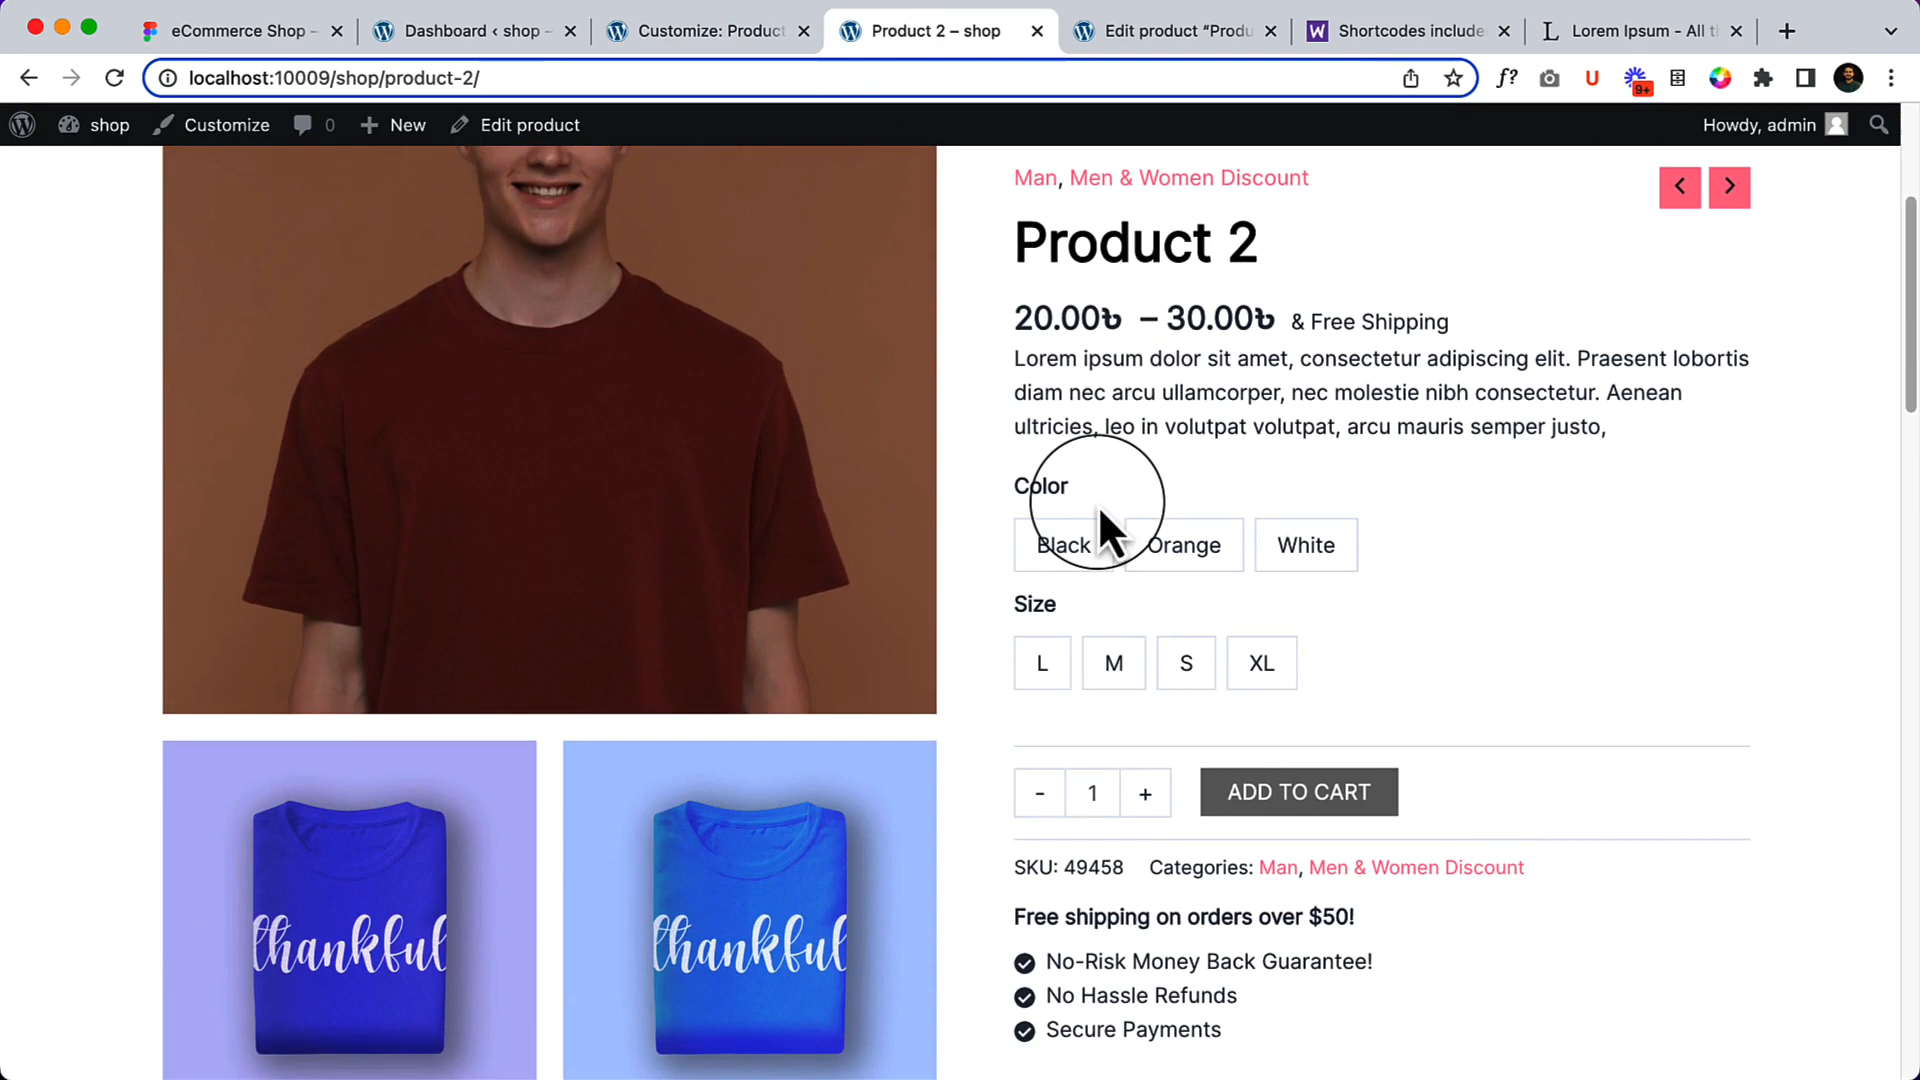 eCommerce Shop –
Dashboard ‹ shop –
Customize: Product
Product 2 – shop
Edit product “Produ
Shortcodes include
Lorem Ipsum - All t
localhost:10009/shop/product-2/
f?
U
9+
shop
Customize
0
New
Edit product
Howdy, admin
Man, Men & Women Discount
Product 2
20.00৳ – 30.00৳ & Free Shipping
Lorem ipsum dolor sit amet, consectetur adipiscing elit. Praesent lobortis
diam nec arcu ullamcorper, nec molestie nibh consectetur. Aenean
ultricies, leo in volutpat volutpat, arcu mauris semper justo,
Color
Black
Orange
White
Size
L
M
S
XL
- 1 +
ADD TO CART
SKU: 49458 Categories: Man, Men & Women Discount
Free shipping on orders over $50!
No-Risk Money Back Guarantee!
No Hassle Refunds
Secure Payments
thankful
thankful